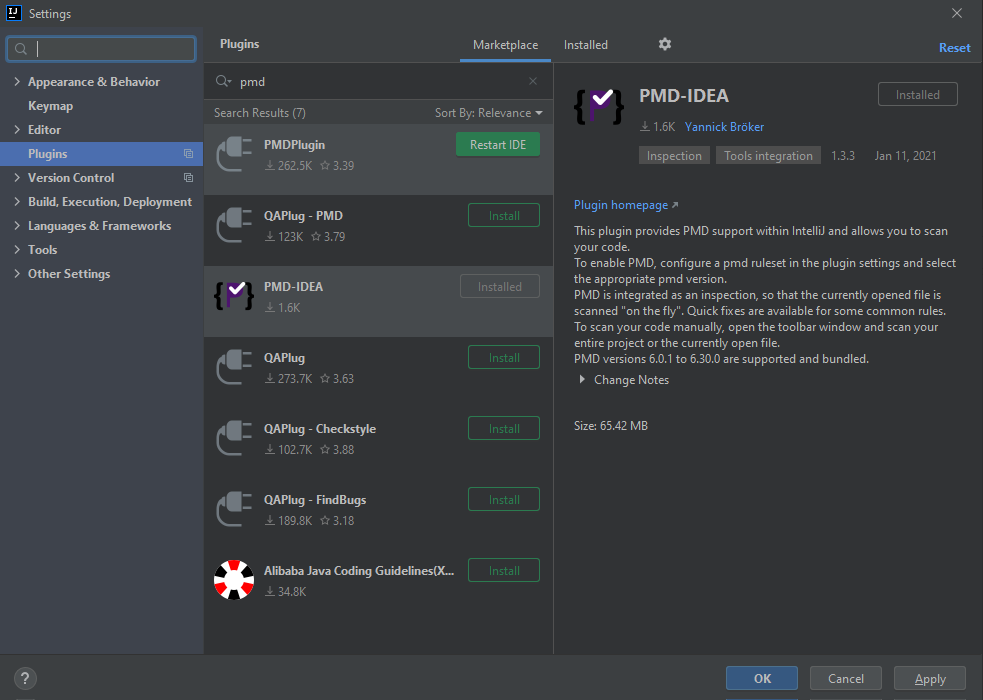 IJ
Settings
Appearance & Behavior
Keymap
Editor
Plugins
Version Control
Build, Execution, Deployment
Languages & Frameworks
Tools
Other Settings
Plugins
Marketplace
Installed
Reset
pmd
Search Results (7)
Sort By: Relevance
PMDPlugin
Restart IDE
262.5K 3.39
QAPlug - PMD
Install
123K 3.79
PMD-IDEA
Installed
1.6K
QAPlug
Install
273.7K 3.63
QAPlug - Checkstyle
Install
102.7K 3.88
QAPlug - FindBugs
Install
189.8K 3.18
Alibaba Java Coding Guidelines(X...
Install
34.8K
{P}
PMD-IDEA
Installed
1.6K Yannick Bröker
Inspection Tools integration 1.3.3 Jan 11, 2021
Plugin homepage
This plugin provides PMD support within IntelliJ and allows you to scan
your code.
To enable PMD, configure a pmd ruleset in the plugin settings and select
the appropriate pmd version.
PMD is integrated as an inspection, so that the currently opened file is
scanned "on the fly". Quick fixes are available for some common rules.
To scan your code manually, open the toolbar window and scan your
entire project or the currently open file.
PMD versions 6.0.1 to 6.30.0 are supported and bundled.
Change Notes
Size: 65.42 MB
?
OK
Cancel
Apply